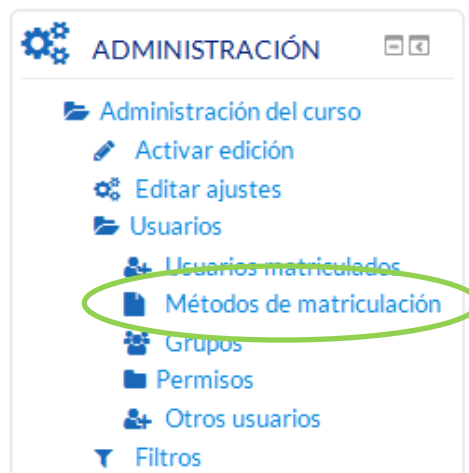 ADMINISTRACIÓN
Administración del curso
Activar edición
Editar ajustes
Usuarios
Usuarios matriculados
Métodos de matriculación
Grupos
Permisos
Otros usuarios
Filtros